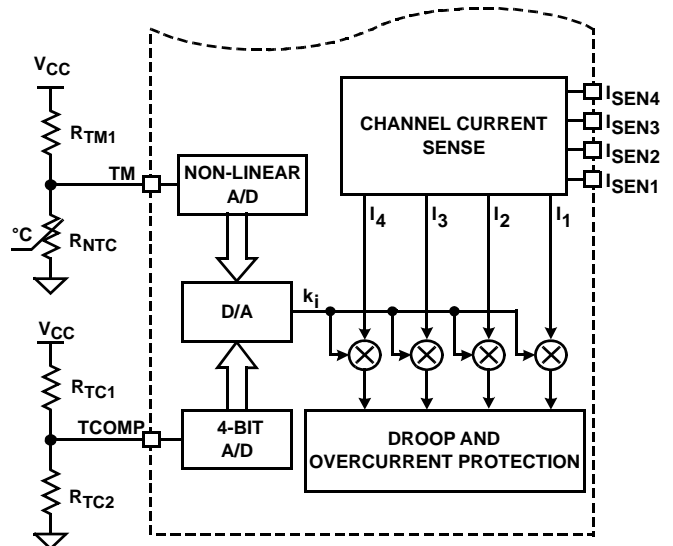 VCC
RTM1
TM
°C
RNTC
VCC
RTC1
TCOMP
RTC2
NON-LINEAR
A/D
D/A
ki
4-BIT
A/D
CHANNEL CURRENT
SENSE
ISEN4
ISEN3
ISEN2
ISEN1
I4
I3
I2
I1
DROOP AND
OVERCURRENT PROTECTION